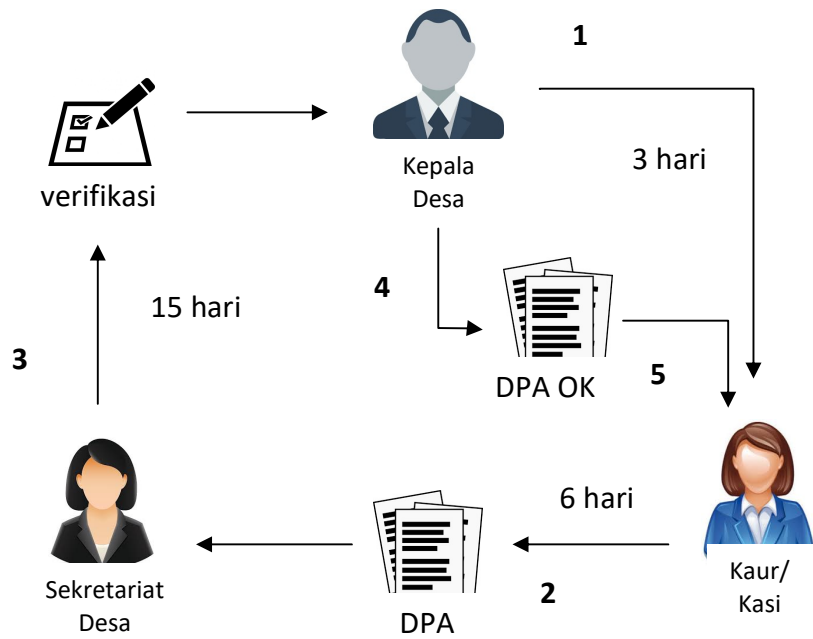 1
Kepala
Desa
3 hari
verifikasi
4
15 hari
3
DPA OK
5
6 hari
2
Kaur/
Kasi
Sekretariat
Desa
DPA